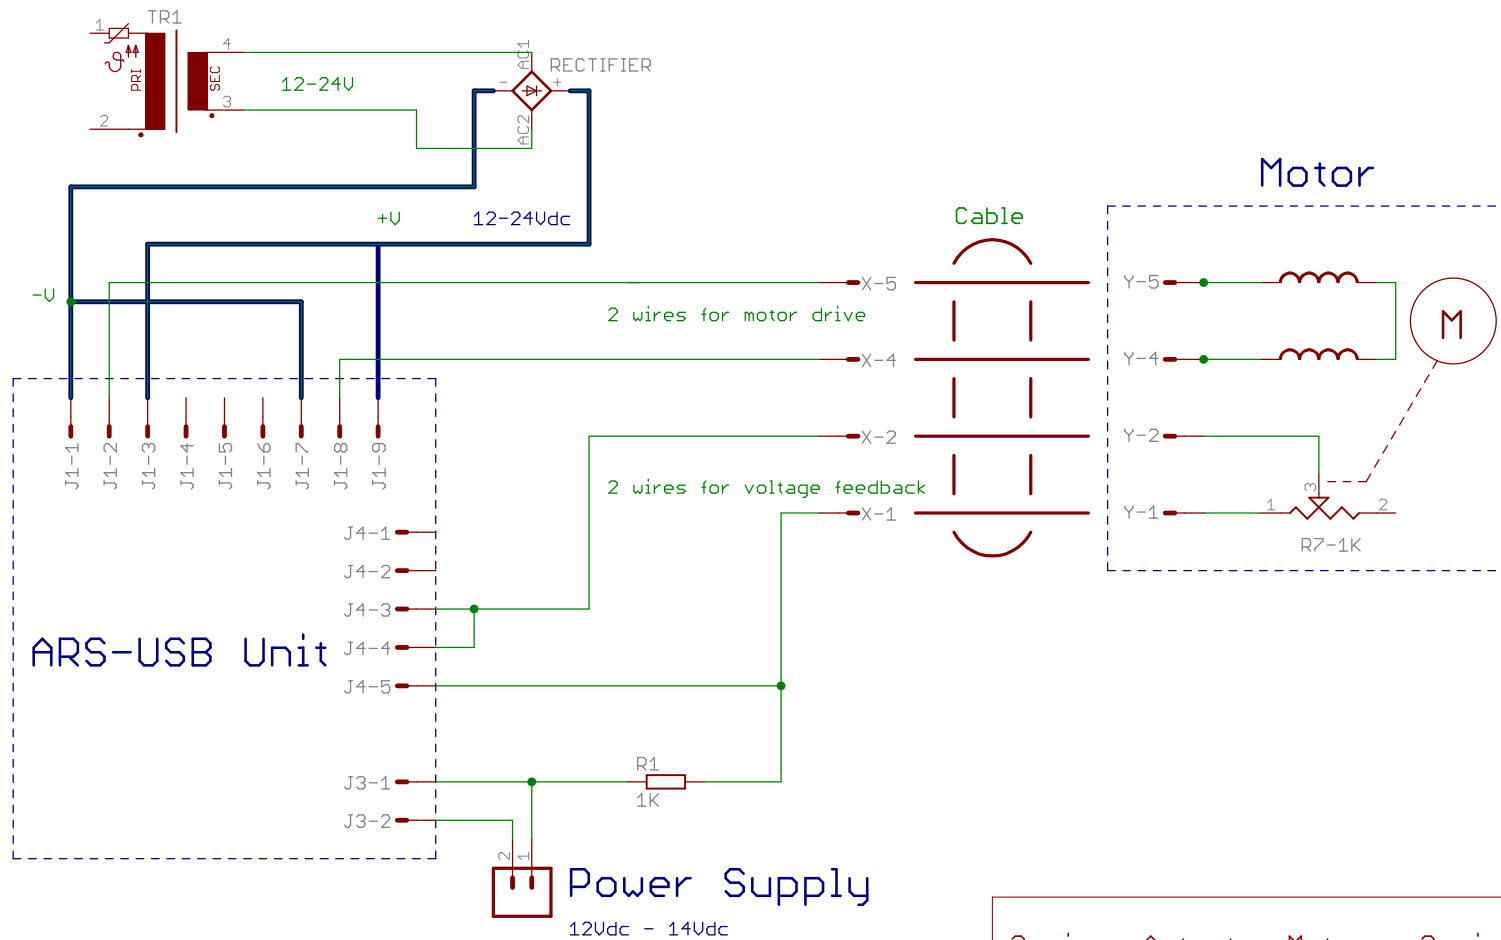 TR1
1
2
PRI
SEC
4
3
12-24V
AC1
AC2
RECTIFIER
-
+
+V
12-24Vdc
-V
Motor
Cable
X-5
Y-5
2 wires for motor drive
X-4
Y-4
M
X-2
Y-2
2 wires for voltage feedback
X-1
Y-1
1
3
2
R7-1K
J1-1
J1-2
J1-3
J1-4
J1-5
J1-6
J1-7
J1-8
J1-9
J4-1
J4-2
J4-3
ARS-USB Unit
J4-4
J4-5
J3-1
R1
1K
J3-2
2
1
Power Supply
12Vdc - 14Vdc